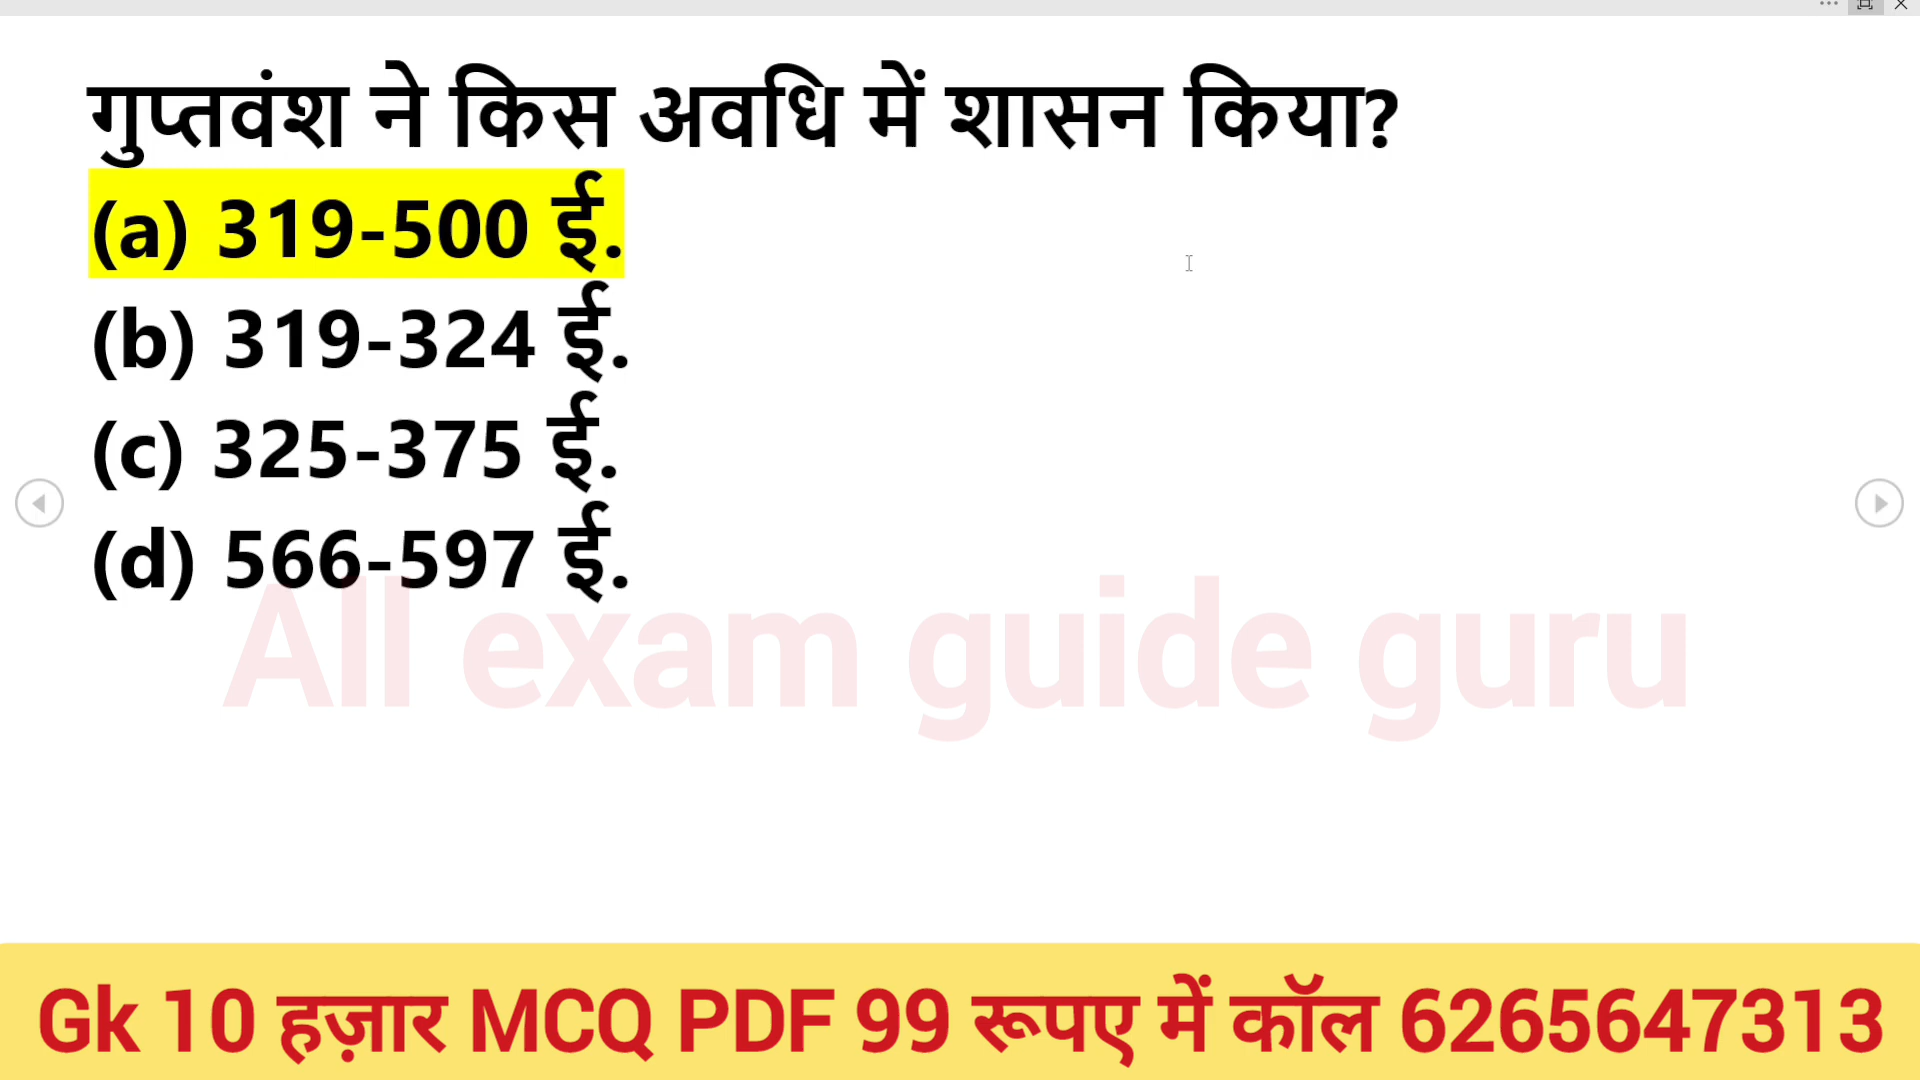 गुप्तवंश ने किस अवधि में शासन किया?
(a) 319-500 ई.
(b) 319-324 ई.
(c) 325-375 ई.
(d) 566-597 ई.
All exam guide guru
Gk 10 हज़ार MCQ PDF 99 रूपए में कॉल 6265647313